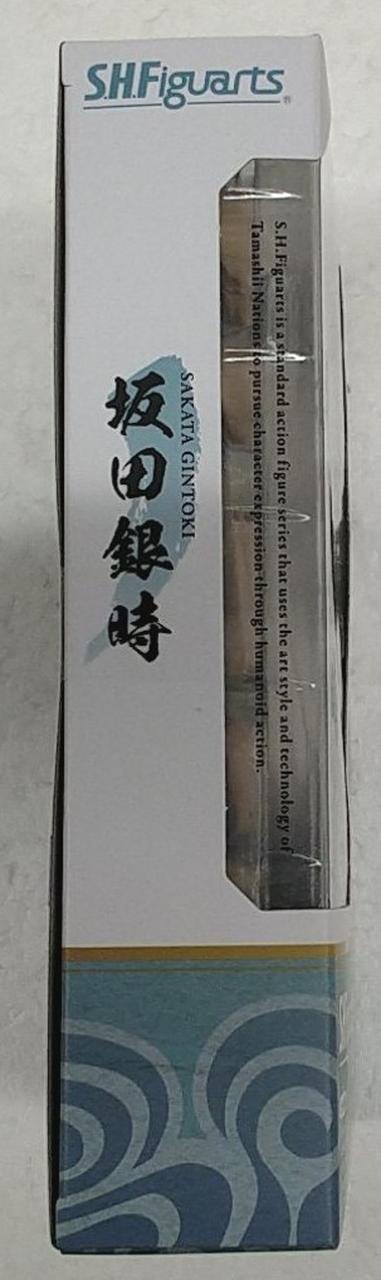 S.H.Figuarts®
S.H.Figuarts is a standard action figure series that uses the art style and technology of
Tamashii Nations to pursue character expression through humanoid action.
SAKATA GINTOKI
坂田銀時